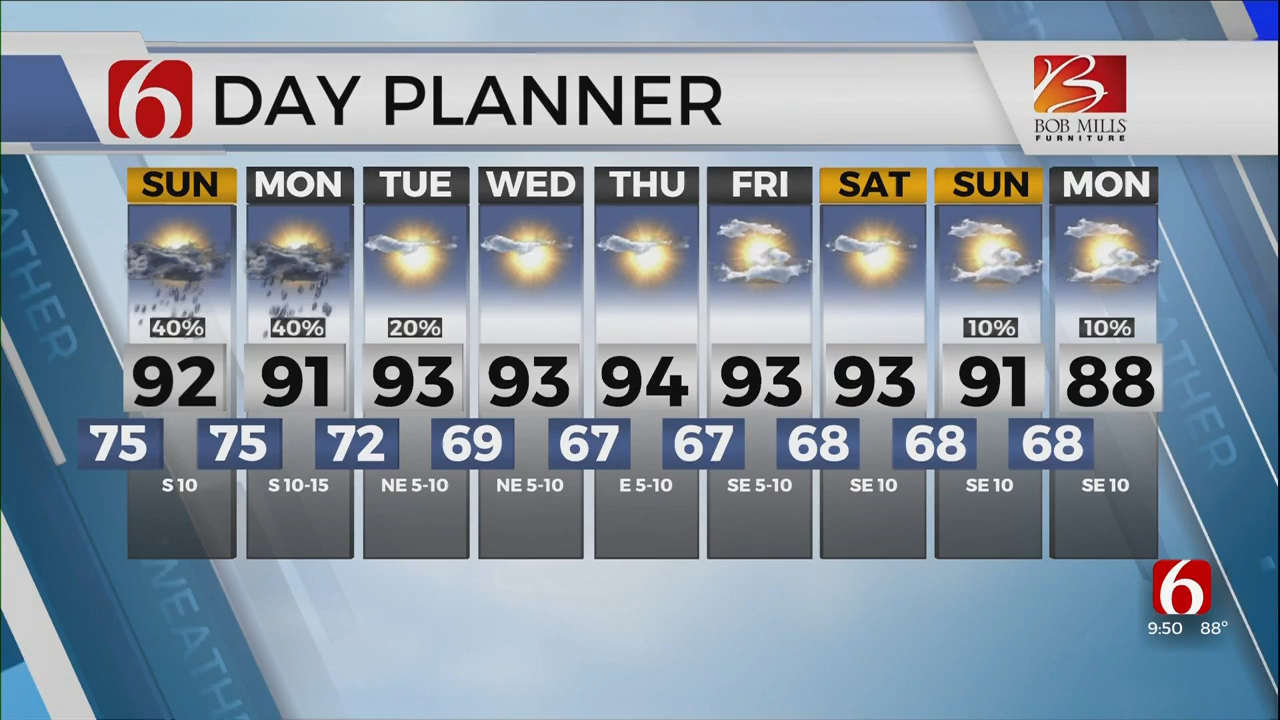 6 DAY PLANNER
B
BOB MILLS
FURNITURE
SUN MON TUE WED THU FRI SAT SUN MON
40% 40% 20% 10% 10%
92 91 93 93 94 93 93 91 88
75 75 72 69 67 67 68 68 68
S 10 S 10-15 NE 5-10 NE 5-10 E 5-10 SE 5-10 SE 10 SE 10 SE 10
6
9:50 88°
WEATHER
WEATHER
WEATHER